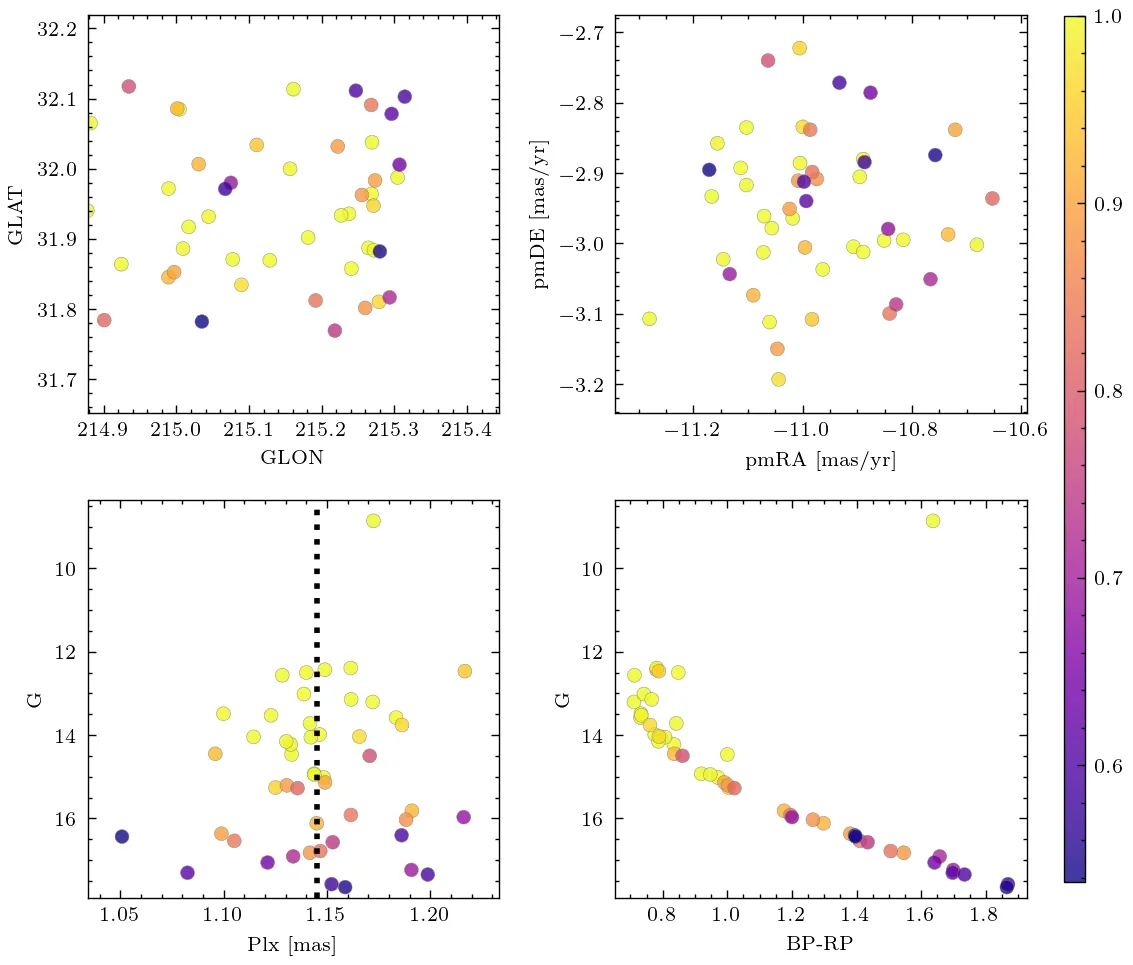 32.2
32.1
32.0
31.9
31.8
31.7
GLAT
214.9 215.0 215.1 215.2 215.3 215.4
GLON
−2.7
−2.8
−2.9
−3.0
−3.1
−3.2
pmDE [mas/yr]
−11.2 −11.0 −10.8 −10.6
pmRA [mas/yr]
1.0
0.9
0.8
0.7
0.6
10
12
14
16
G
1.05 1.10 1.15 1.20
Plx [mas]
10
12
14
16
G
0.8 1.0 1.2 1.4 1.6 1.8
BP-RP